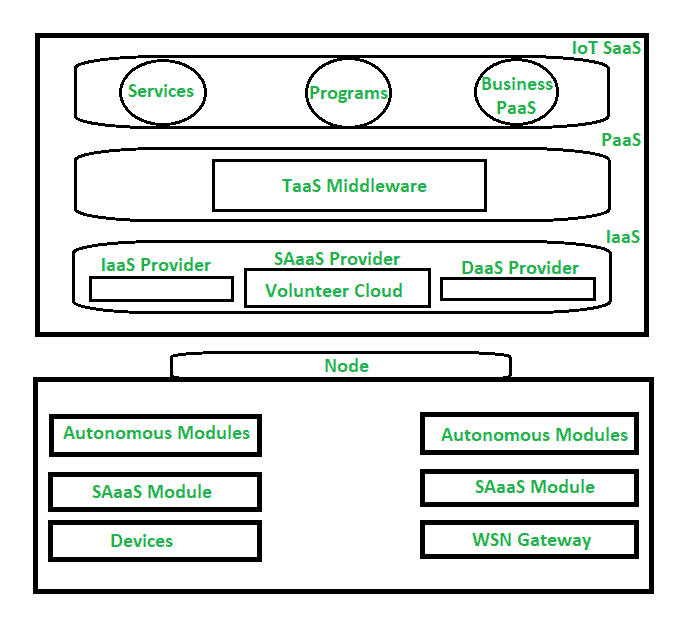 IoT SaaS
Services
Programs
Business
PaaS
PaaS
TaaS Middleware
IaaS
IaaS Provider
SAaaS Provider
DaaS Provider
Volunteer Cloud
Node
Autonomous Modules
Autonomous Modules
SAaaS Module
SAaaS Module
Devices
WSN Gateway